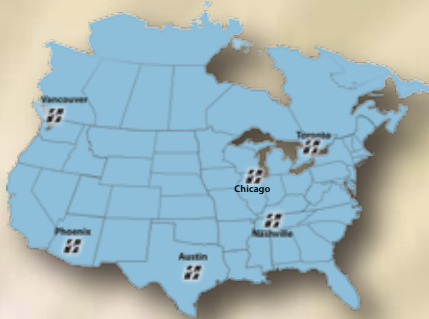 Vancouver
Toronto
Chicago
Nashville
Phoenix
Austin